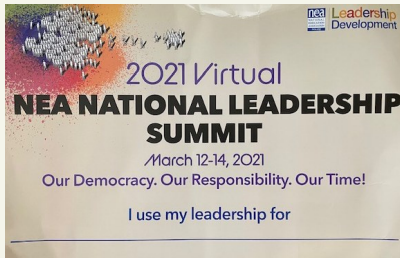 nea Leadership
Development
2021 Virtual
NEA NATIONAL LEADERSHIP
SUMMIT
March 12-14, 2021
Our Democracy. Our Responsibility. Our Time!
I use my leadership for